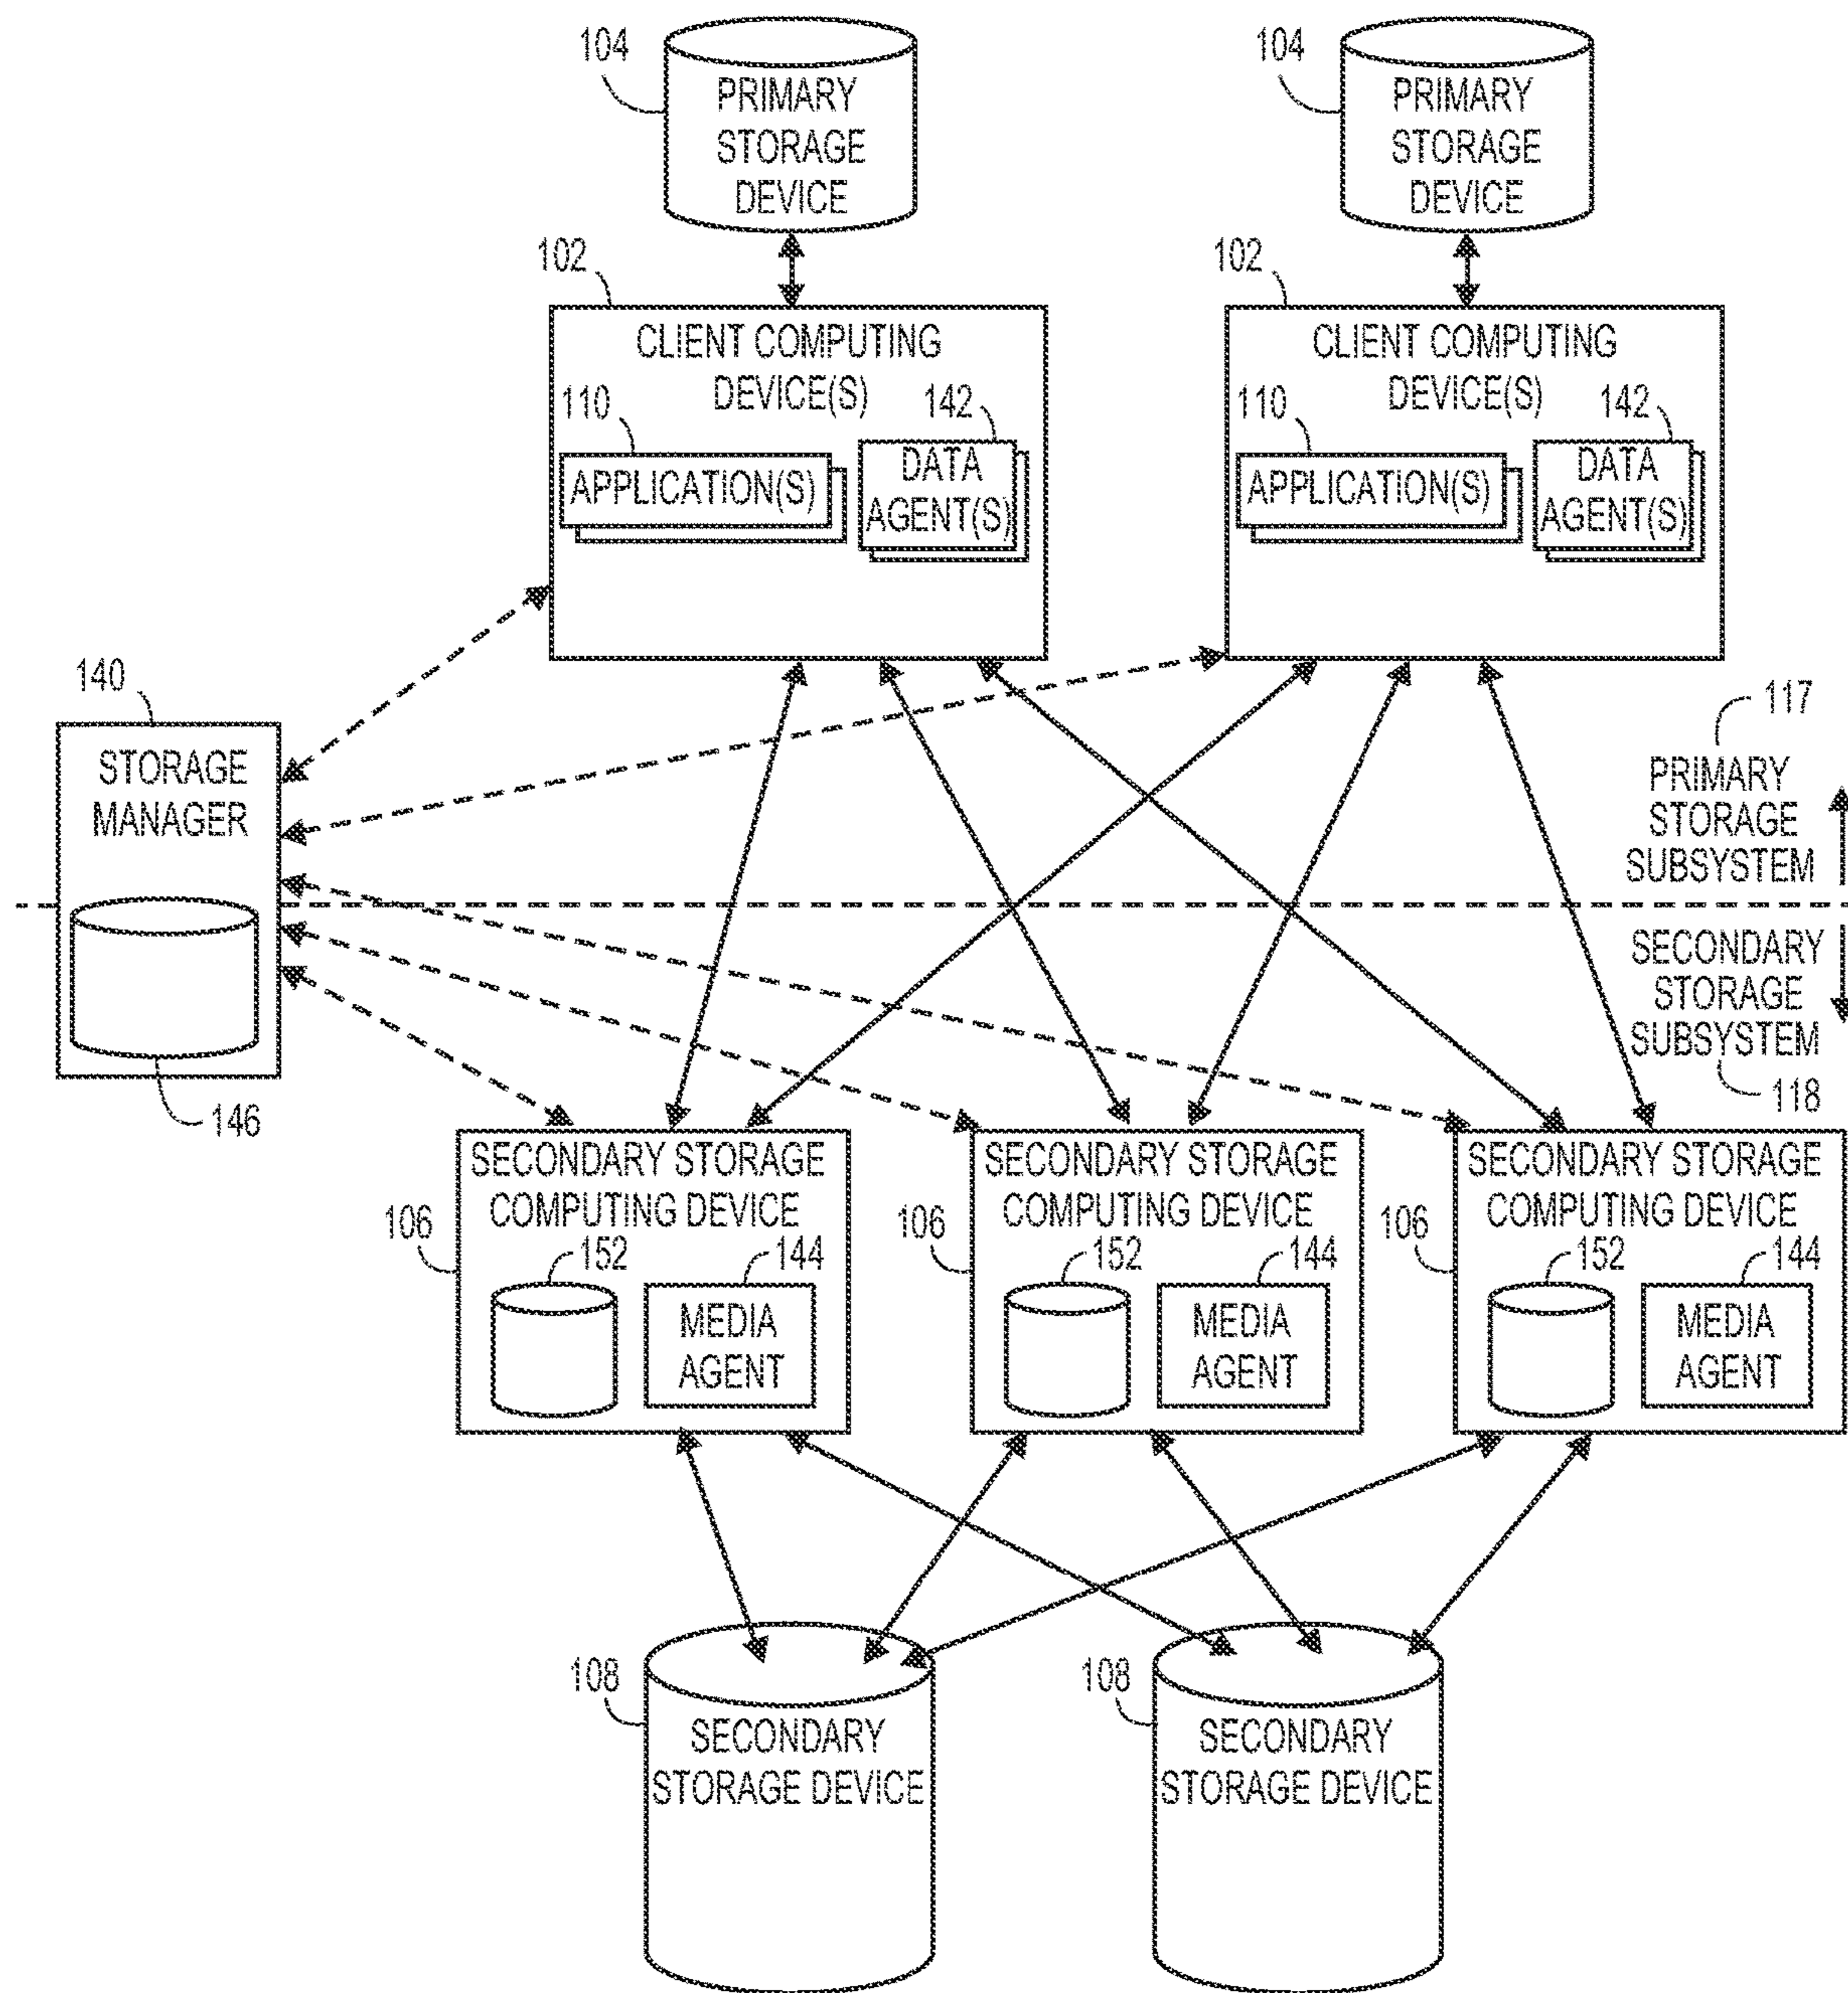 104
PRIMARY
STORAGE
DEVICE
104
PRIMARY
STORAGE
DEVICE
102
CLIENT COMPUTING
DEVICE(S)
110
142
APPLICATION(S)
DATA
AGENT(S)
102
CLIENT COMPUTING
DEVICE(S)
110
142
APPLICATION(S)
DATA
AGENT(S)
140
STORAGE
MANAGER
146
117
PRIMARY
STORAGE
SUBSYSTEM
SECONDARY
STORAGE
SUBSYSTEM
118
SECONDARY STORAGE
COMPUTING DEVICE
106
152
144
MEDIA
AGENT
SECONDARY STORAGE
COMPUTING DEVICE
106
152
144
MEDIA
AGENT
SECONDARY STORAGE
COMPUTING DEVICE
106
152
144
MEDIA
AGENT
108
SECONDARY
STORAGE DEVICE
108
SECONDARY
STORAGE DEVICE